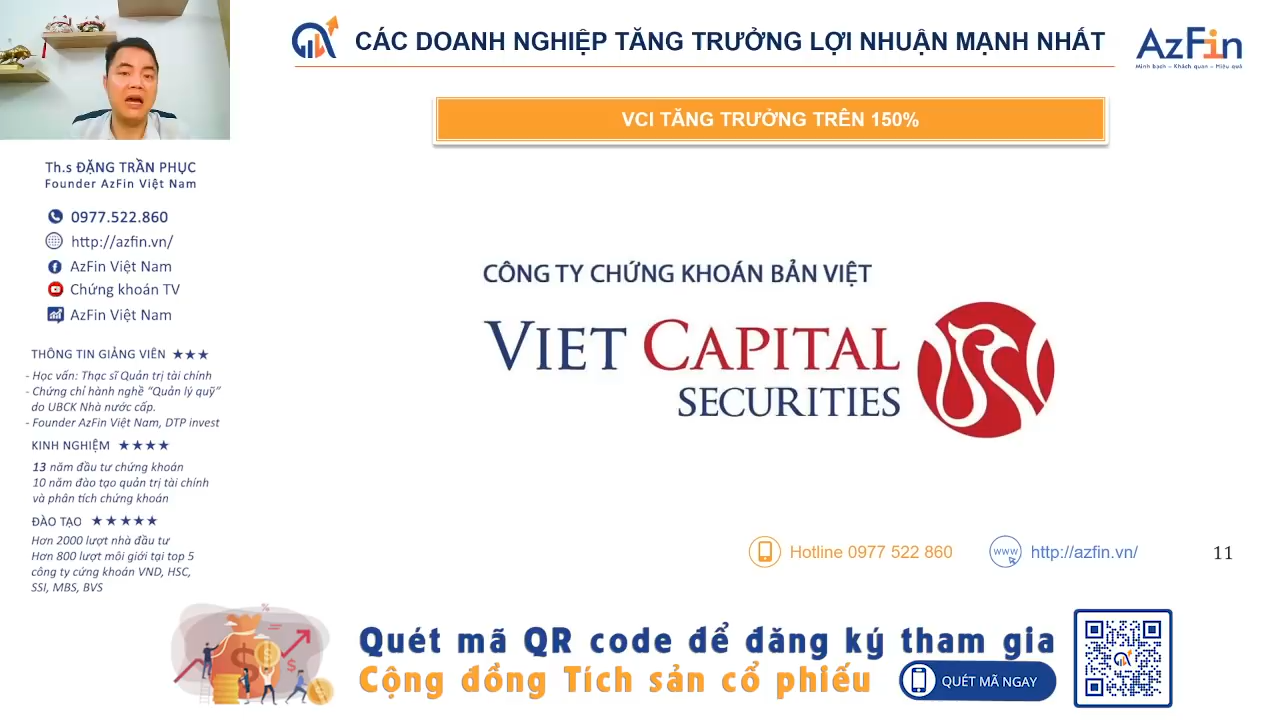 CÁC DOANH NGHIỆP TĂNG TRƯỞNG LỢI NHUẬN MẠNH NHẤT
AzFin
Minh bạch – Khách quan – Hiệu quả
VCI TĂNG TRƯỞNG TRÊN 150%
Th.s ĐẶNG TRẦN PHỤC
Founder AzFin Việt Nam
0977.522.860
http://azfin.vn/
AzFin Việt Nam
Chứng khoán TV
AzFin Việt Nam
THÔNG TIN GIẢNG VIÊN ★★★
- Học vấn: Thạc sĩ Quản trị tài chính
- Chứng chỉ hành nghề "Quản lý quỹ"
do UBCK Nhà nước cấp.
- Founder AzFin Việt Nam, DTP invest
KINH NGHIỆM ★★★★
13 năm đầu tư chứng khoán
10 năm đào tạo quản trị tài chính
và phân tích chứng khoán
ĐÀO TẠO ★★★★★
Hơn 2000 lượt nhà đầu tư
Hơn 800 lượt môi giới tại top 5
công ty cứng khoán VND, HSC,
SSI, MBS, BVS
CÔNG TY CHỨNG KHOÁN BẢN VIỆT
VIET CAPITAL
SECURITIES
Hotline 0977 522 860
www
http://azfin.vn/
11
Quét mã QR code để đăng ký tham gia
Cộng đồng Tích sản cổ phiếu
QUÉT MÃ NGAY